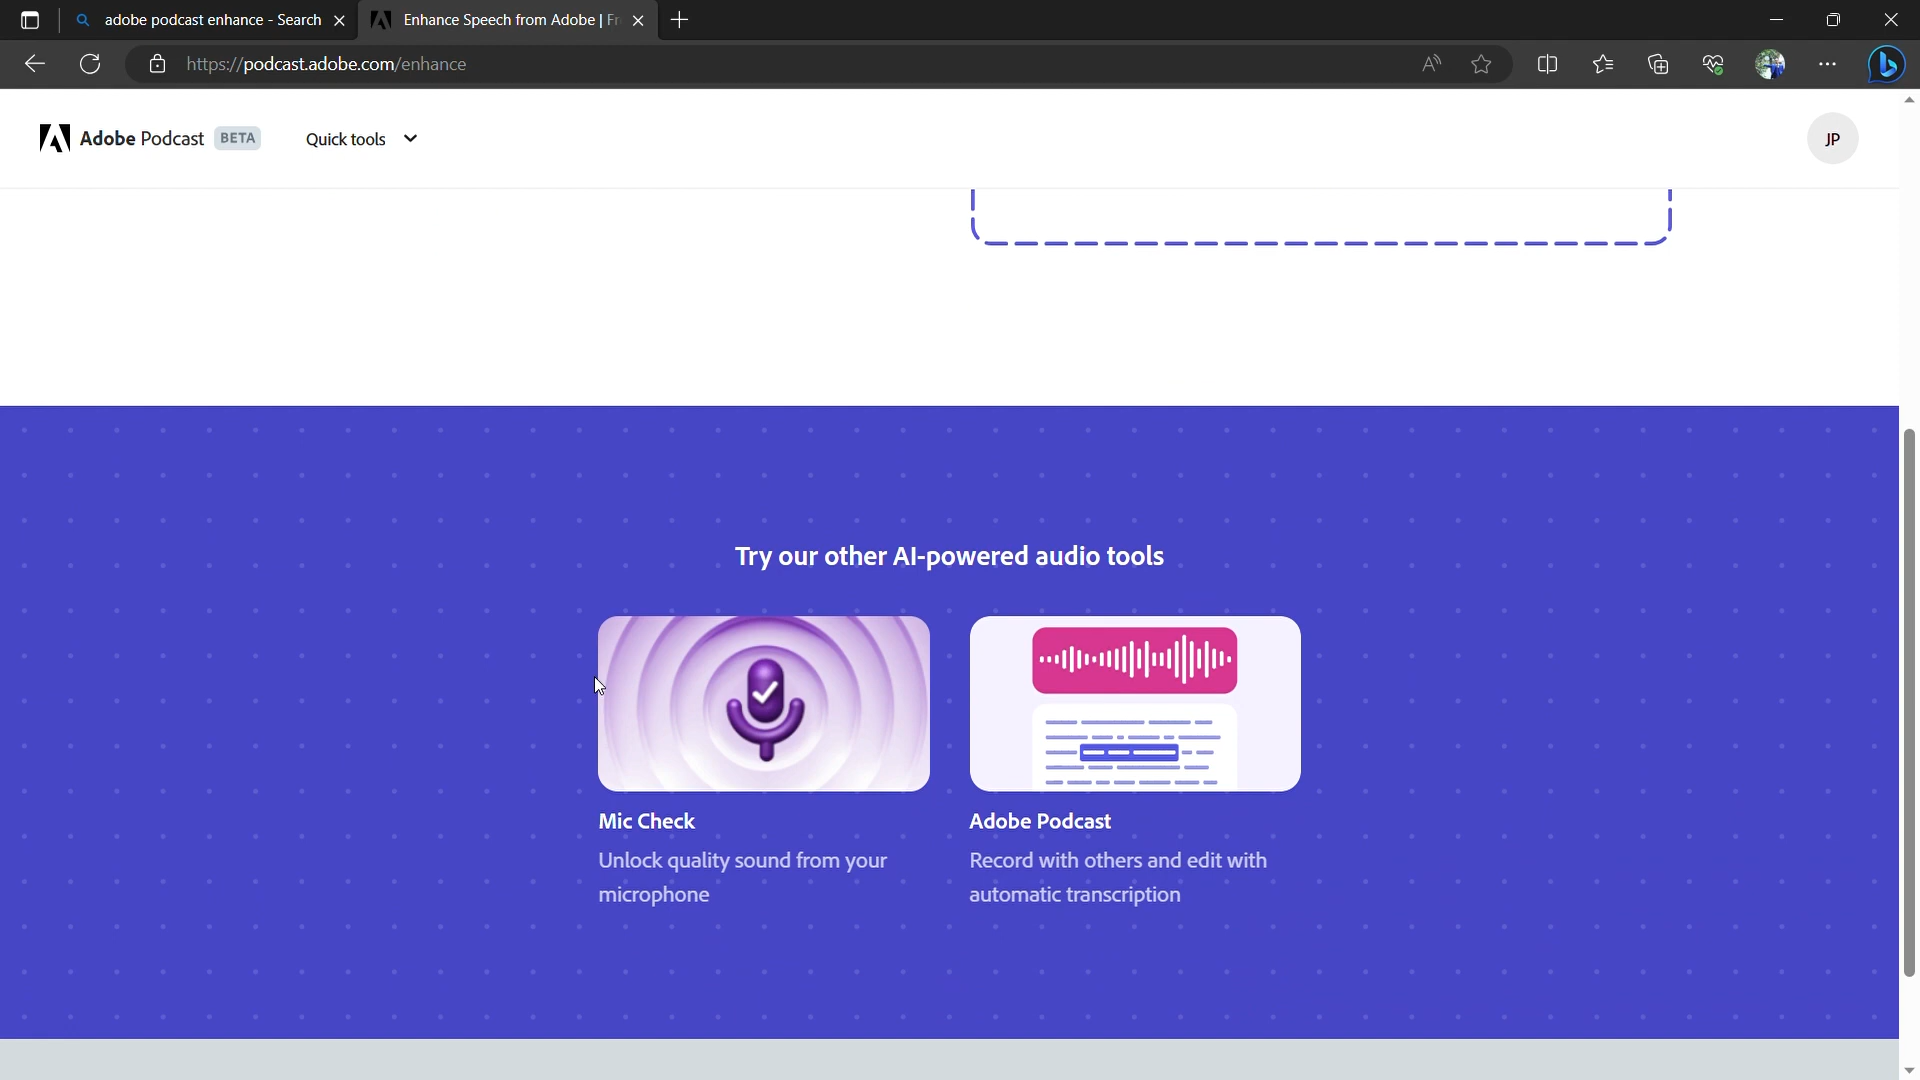 adobe podcast enhance - Search
Enhance Speech from Adobe | Fr
https://podcast.adobe.com/enhance
Adobe Podcast BETA
Quick tools
JP
Try our other AI-powered audio tools
Mic Check
Unlock quality sound from your
microphone
Adobe Podcast
Record with others and edit with
automatic transcription